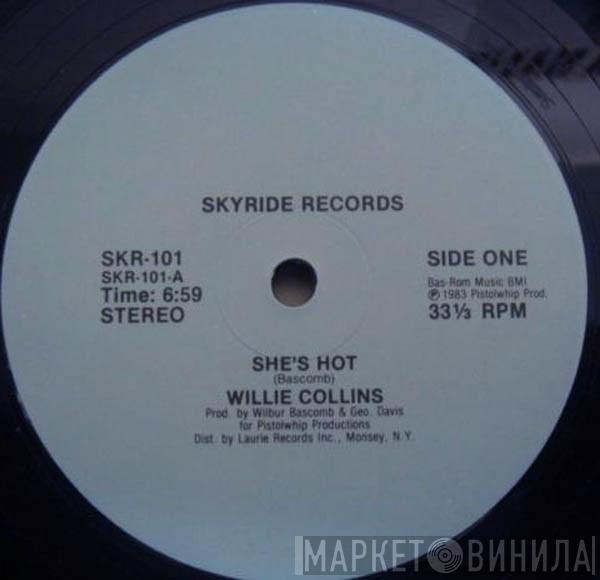 SKYRIDE RECORDS
SKR-101
SKR-101-A
Time: 6:59
STEREO
SIDE ONE
Bas-Rom Music BMI
℗ 1983 Pistolwhip Prod.
33⅓ RPM
SHE'S HOT
(Bascomb)
WILLIE COLLINS
Prod. by Wilbur Bascomb & Geo. Davis
for Pistolwhip Productions
Dist. by Laurie Records Inc., Monsey, N.Y.
МАРКЕТ ВИНИЛА